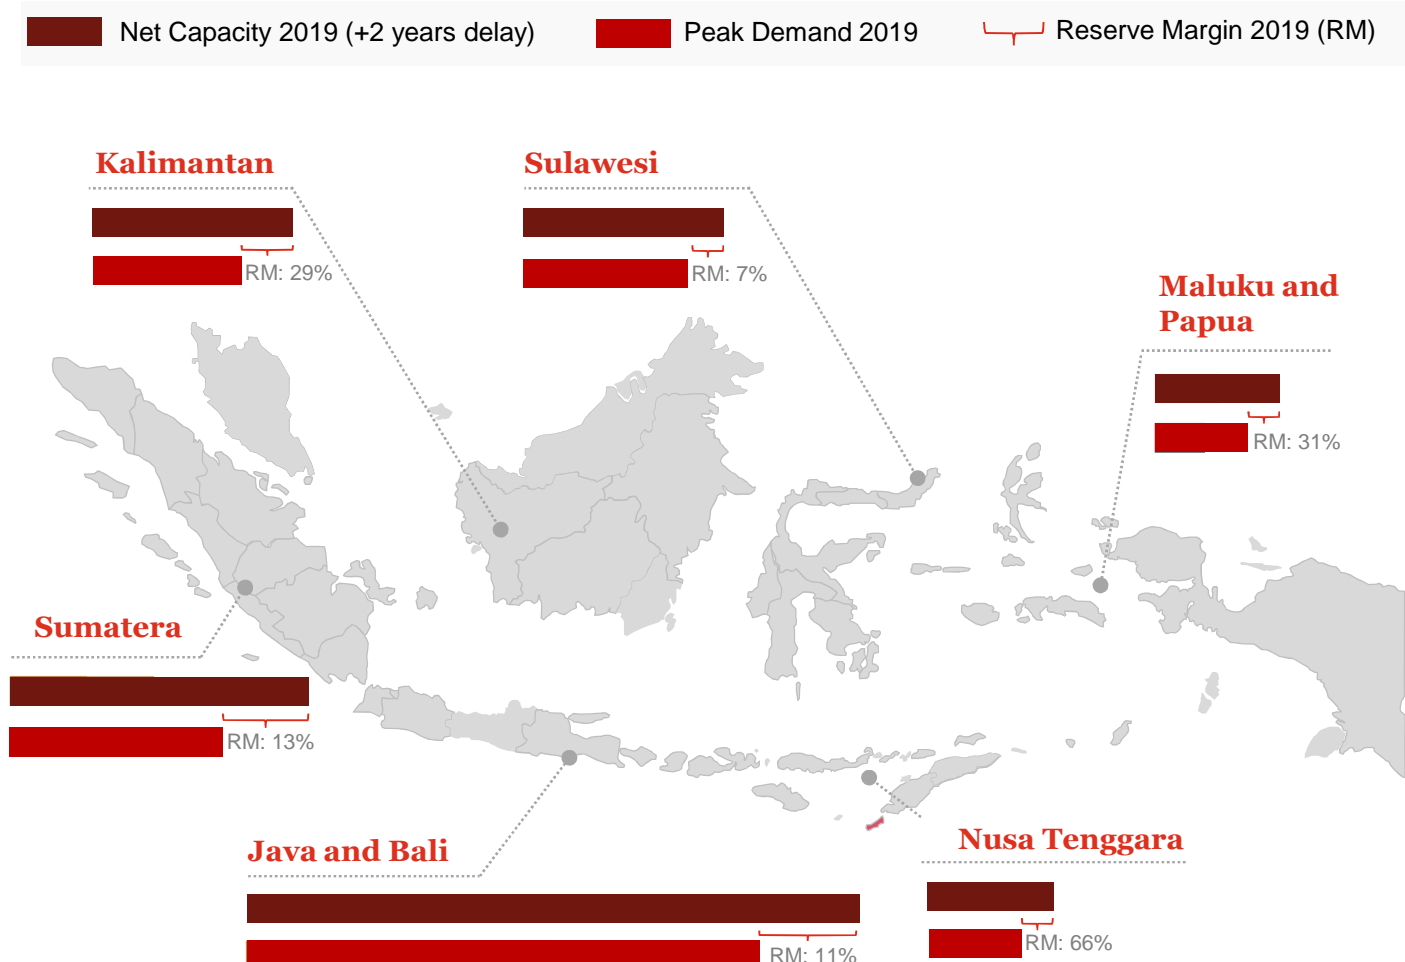 Net Capacity 2019 (+2 years delay)
Peak Demand 2019
Reserve Margin 2019 (RM)
Kalimantan
RM: 29%
Sulawesi
RM: 7%
Maluku and
Papua
RM: 31%
Sumatera
RM: 13%
Java and Bali
RM: 11%
Nusa Tenggara
RM: 66%